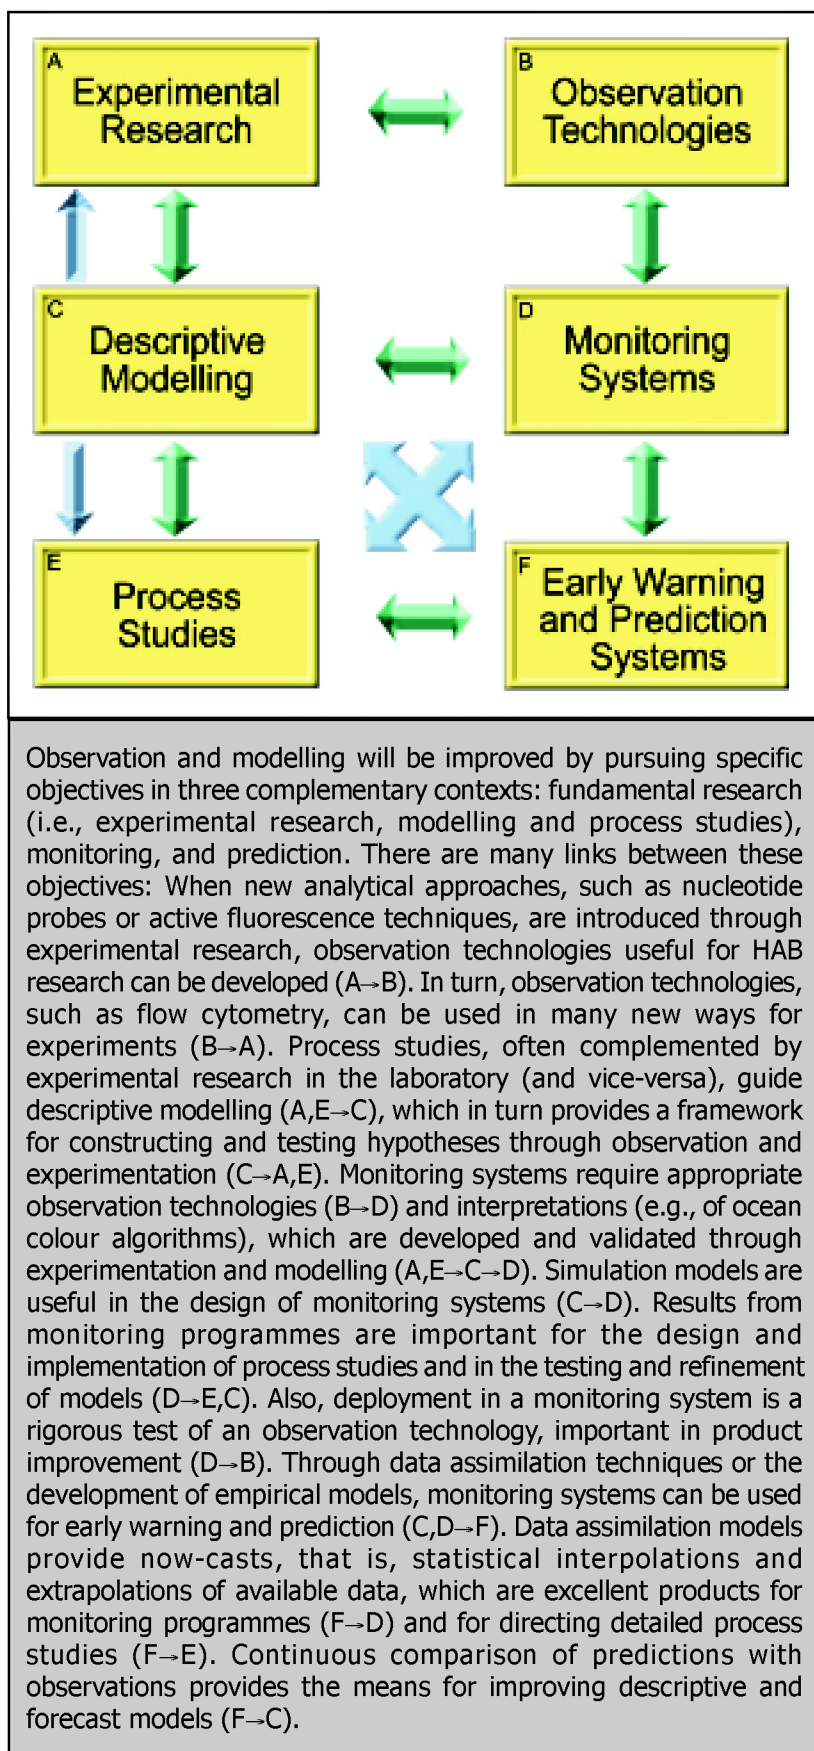 A
Experimental
Research
B
Observation
Technologies
C
Descriptive
Modelling
D
Monitoring
Systems
E
Process
Studies
F
Early Warning
and Prediction
Systems
Observation and modelling will be improved by pursuing specific
objectives in three complementary contexts: fundamental research
(i.e., experimental research, modelling and process studies),
monitoring, and prediction. There are many links between these
objectives: When new analytical approaches, such as nucleotide
probes or active fluorescence techniques, are introduced through
experimental research, observation technologies useful for HAB
research can be developed (A→B). In turn, observation technologies,
such as flow cytometry, can be used in many new ways for
experiments (B→A). Process studies, often complemented by
experimental research in the laboratory (and vice-versa), guide
descriptive modelling (A,E→C), which in turn provides a framework
for constructing and testing hypotheses through observation and
experimentation (C→A,E). Monitoring systems require appropriate
observation technologies (B→D) and interpretations (e.g., of ocean
colour algorithms), which are developed and validated through
experimentation and modelling (A,E→C→D). Simulation models are
useful in the design of monitoring systems (C→D). Results from
monitoring programmes are important for the design and
implementation of process studies and in the testing and refinement
of models (D→E,C). Also, deployment in a monitoring system is a
rigorous test of an observation technology, important in product
improvement (D→B). Through data assimilation techniques or the
development of empirical models, monitoring systems can be used
for early warning and prediction (C,D→F). Data assimilation models
provide now-casts, that is, statistical interpolations and
extrapolations of available data, which are excellent products for
monitoring programmes (F→D) and for directing detailed process
studies (F→E). Continuous comparison of predictions with
observations provides the means for improving descriptive and
forecast models (F→C).